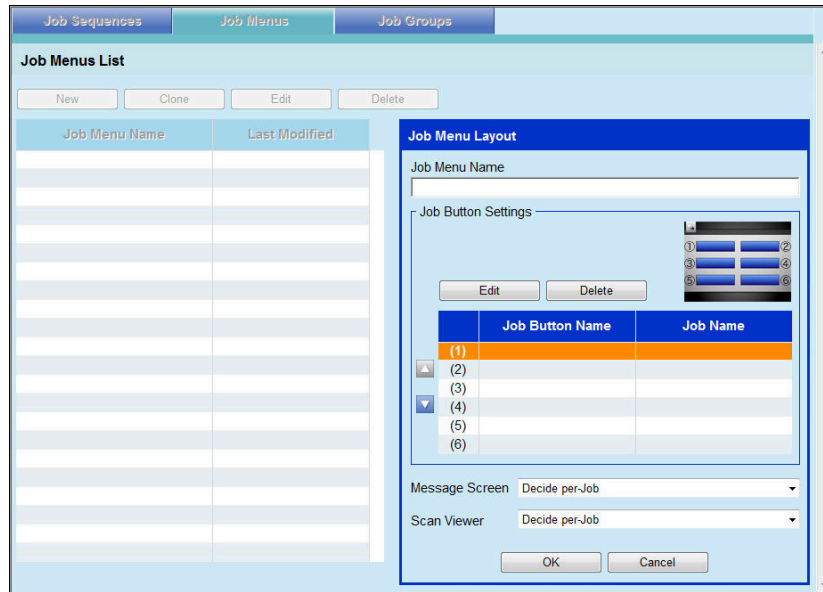 Job Sequences Job Menus Job Groups
Job Menus List
New Clone Edit Delete
Job Menu Name Last Modified
Job Menu Layout
Job Menu Name
Job Button Settings
① ②
③ ④
⑤ ⑥
Edit Delete
Job Button Name Job Name
(1)
(2)
(3)
(4)
(5)
(6)
Message Screen Decide per-Job
Scan Viewer Decide per-Job
OK Cancel